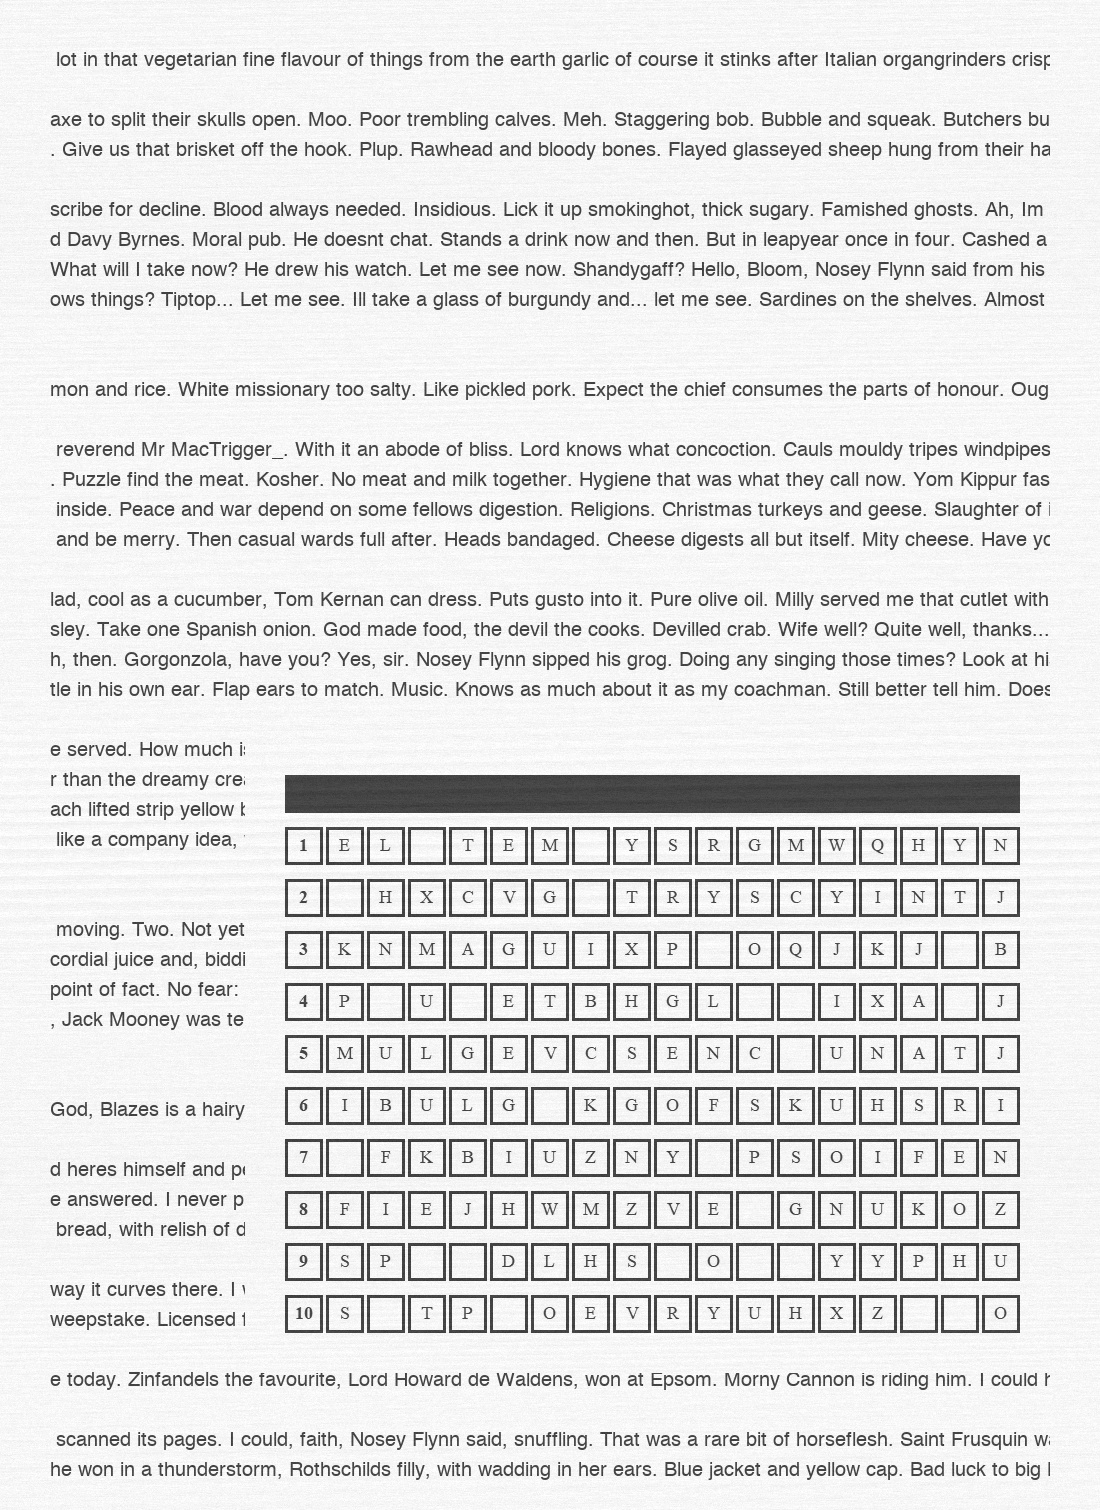 lot in that vegetarian fine flavour of things from the earth garlic of course it stinks after Italian organgrinders crisp
axe to split their skulls open. Moo. Poor trembling calves. Meh. Staggering bob. Bubble and squeak. Butchers bu
. Give us that brisket off the hook. Plup. Rawhead and bloody bones. Flayed glasseyed sheep hung from their ha
scribe for decline. Blood always needed. Insidious. Lick it up smokinghot, thick sugary. Famished ghosts. Ah, Im
d Davy Byrnes. Moral pub. He doesnt chat. Stands a drink now and then. But in leapyear once in four. Cashed a
What will I take now? He drew his watch. Let me see now. Shandygaff? Hello, Bloom, Nosey Flynn said from his
ows things? Tiptop... Let me see. Ill take a glass of burgundy and... let me see. Sardines on the shelves. Almost
mon and rice. White missionary too salty. Like pickled pork. Expect the chief consumes the parts of honour. Oug
reverend Mr MacTrigger_. With it an abode of bliss. Lord knows what concoction. Cauls mouldy tripes windpipes
. Puzzle find the meat. Kosher. No meat and milk together. Hygiene that was what they call now. Yom Kippur fas
inside. Peace and war depend on some fellows digestion. Religions. Christmas turkeys and geese. Slaughter of i
and be merry. Then casual wards full after. Heads bandaged. Cheese digests all but itself. Mity cheese. Have yo
lad, cool as a cucumber, Tom Kernan can dress. Puts gusto into it. Pure olive oil. Milly served me that cutlet with
sley. Take one Spanish onion. God made food, the devil the cooks. Devilled crab. Wife well? Quite well, thanks...
h, then. Gorgonzola, have you? Yes, sir. Nosey Flynn sipped his grog. Doing any singing those times? Look at hi
tle in his own ear. Flap ears to match. Music. Knows as much about it as my coachman. Still better tell him. Does
e served. How much is
r than the dreamy crea
ach lifted strip yellow b
like a company idea,
moving. Two. Not yet
cordial juice and, biddi
point of fact. No fear:
, Jack Mooney was te
God, Blazes is a hairy
d heres himself and pe
e answered. I never p
bread, with relish of d
way it curves there. I w
weepstake. Licensed f
1 E L T E M Y S R G M W Q H Y N
2 H X C V G T R Y S C Y I N T J
3 K N M A G U I X P O Q J K J B
4 P U E T B H G L I X A J
5 M U L G E V C S E N C U N A T J
6 I B U L G K G O F S K U H S R I
7 F K B I U Z N Y P S O I F E N
8 F I E J H W M Z V E G N U K O Z
9 S P D L H S O Y Y P H U
10 S T P O E V R Y U H X Z O
e today. Zinfandels the favourite, Lord Howard de Waldens, won at Epsom. Morny Cannon is riding him. I could h
scanned its pages. I could, faith, Nosey Flynn said, snuffling. That was a rare bit of horseflesh. Saint Frusquin wa
he won in a thunderstorm, Rothschilds filly, with wadding in her ears. Blue jacket and yellow cap. Bad luck to big